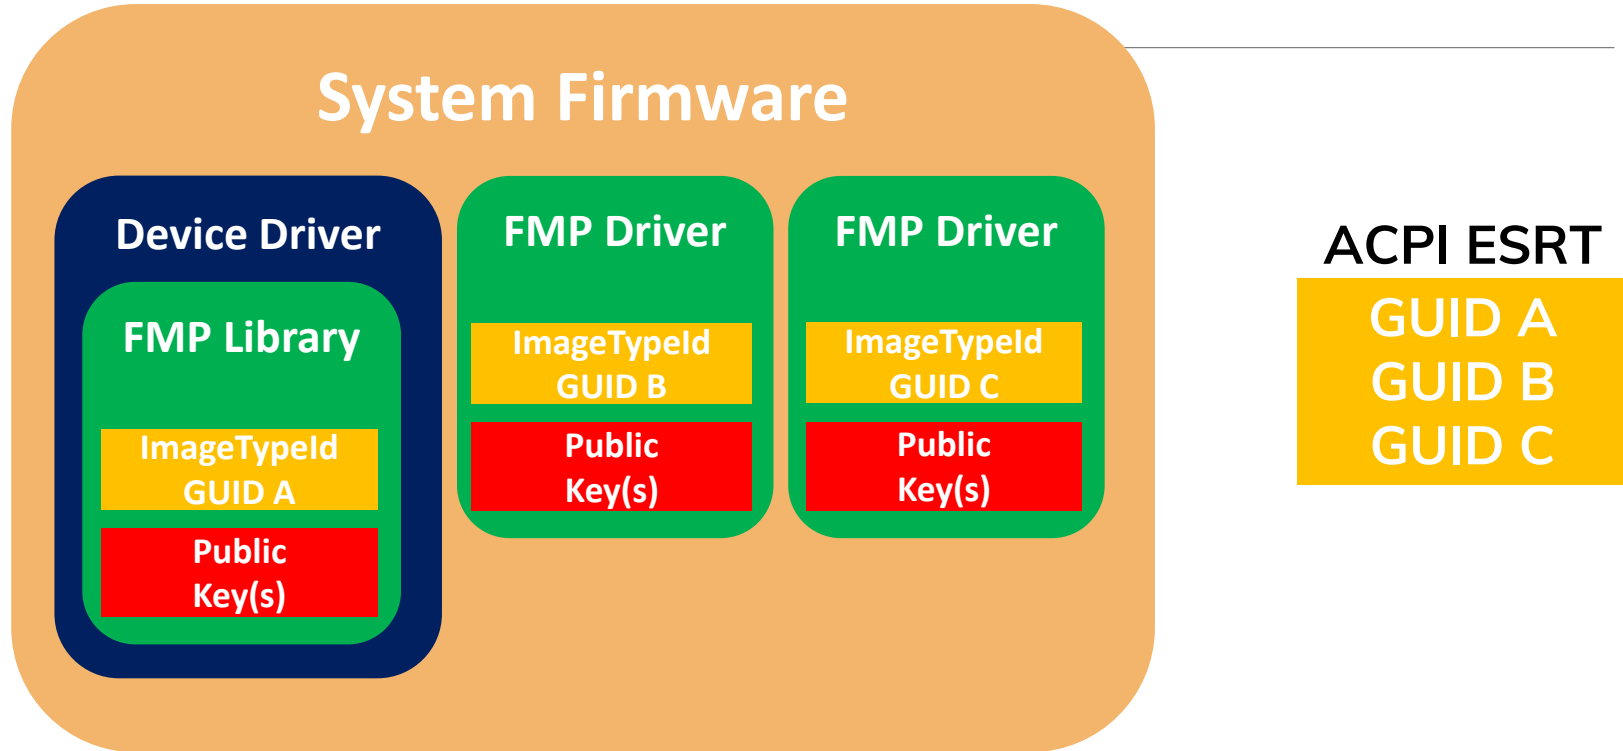 System Firmware
Device Driver
FMP Library
ImageTypeId
GUID A
Public
Key(s)
FMP Driver
ImageTypeId
GUID B
Public
Key(s)
FMP Driver
ImageTypeId
GUID C
Public
Key(s)
ACPI ESRT
GUID A
GUID B
GUID C